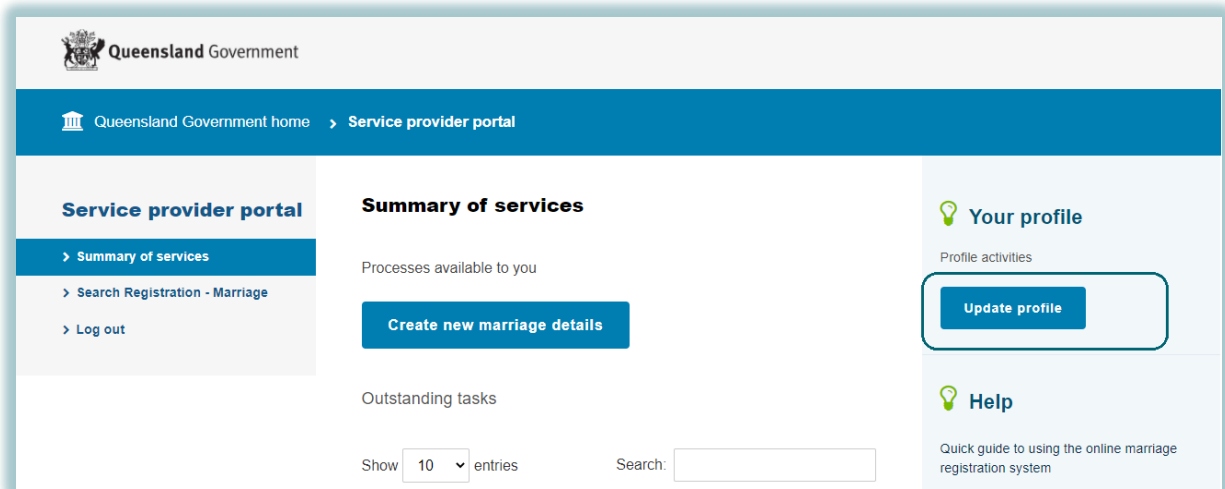 Queensland Government
Queensland Government home > Service provider portal
Service provider portal
> Summary of services
> Search Registration - Marriage
> Log out
Summary of services
Processes available to you
Create new marriage details
Outstanding tasks
Show 10 entries
Search:
Your profile
Profile activities
Update profile
Help
Quick guide to using the online marriage
registration system